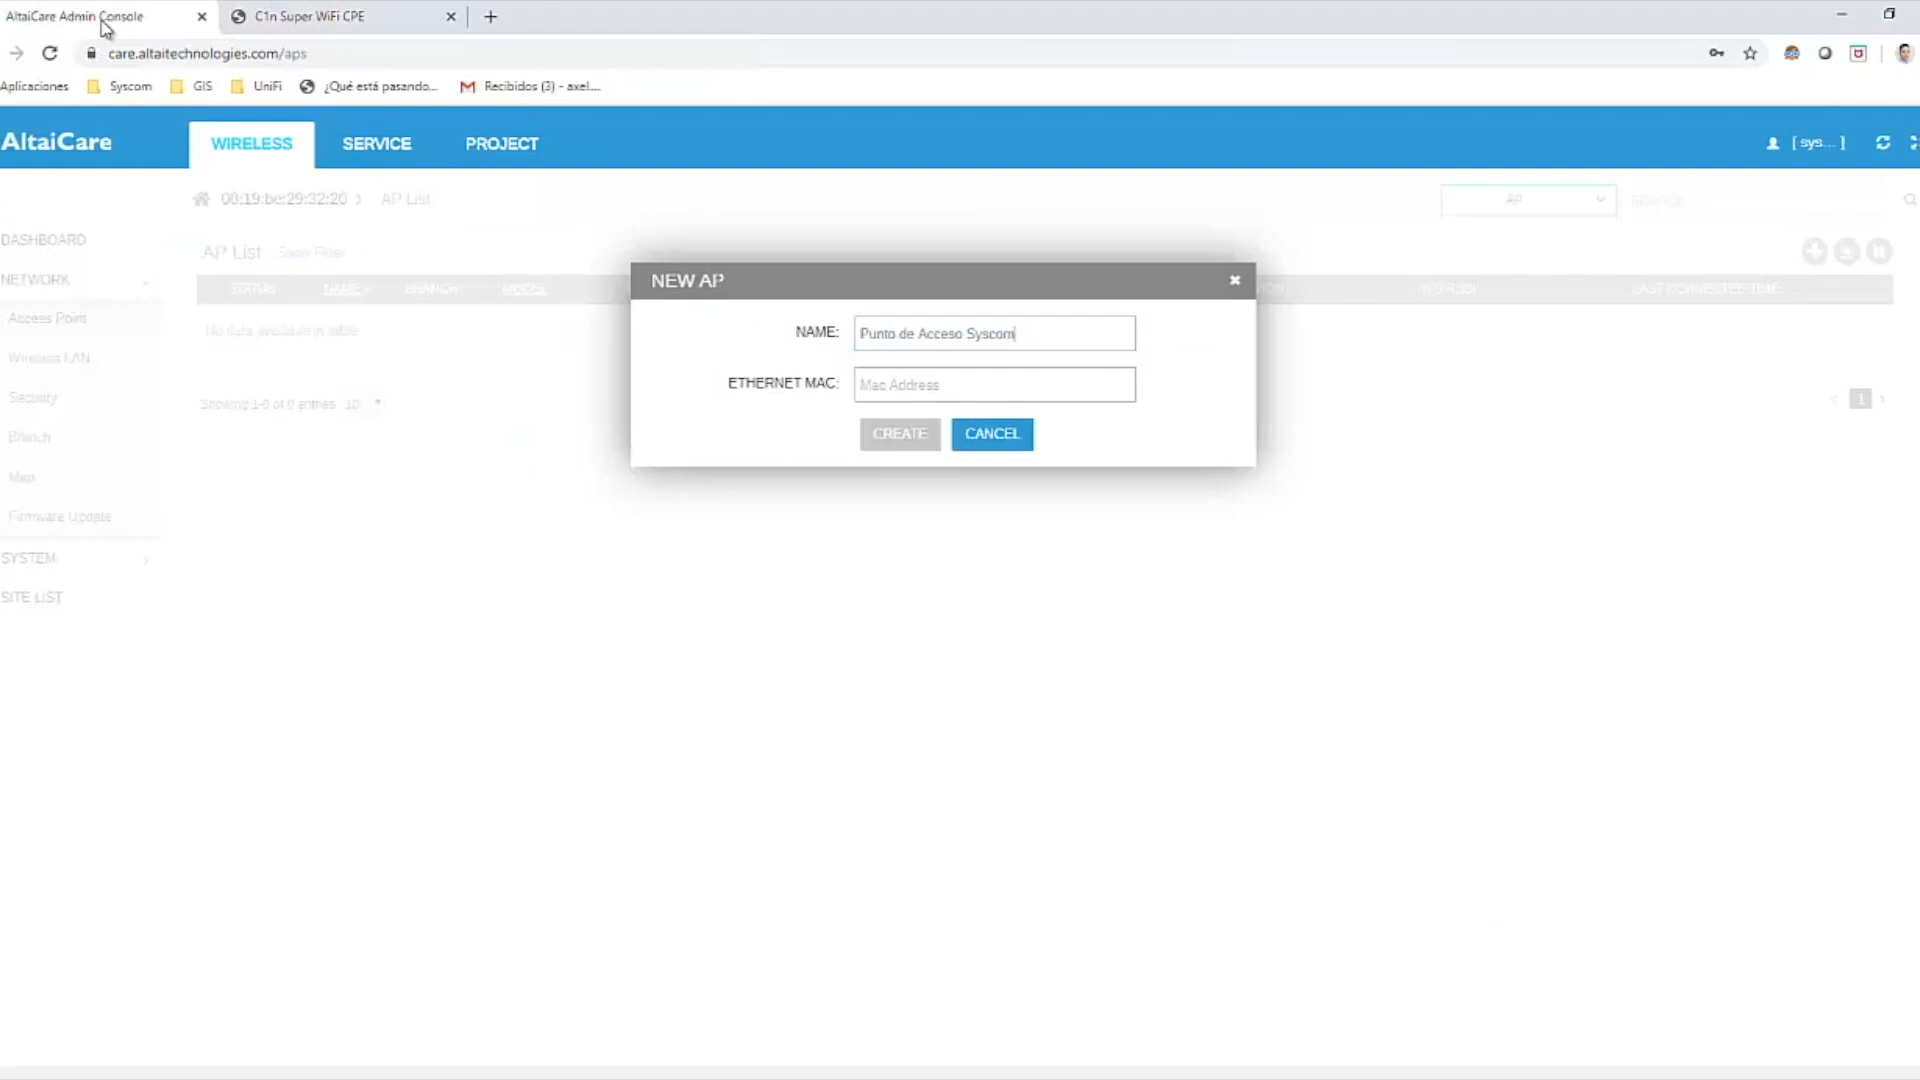 AltaiCare Admin Console
C1n Super WiFi CPE
care.altaitechnologies.com/aps
Aplicaciones Syscom GIS UniFi ¿Qué está pasando... Recibidos (3) - axel....
AltaiCare WIRELESS SERVICE PROJECT [ sys... ]
00:19:be:29:32:20 AP List AP
DASHBOARD
AP List Show Filter
NETWORK
STATUS NAME BRANCH MODEL LAST CONNECTED TIME
NEW AP
Access Point
No data available in table
NAME: Punto de Acceso Syscom
Wireless LAN
ETHERNET MAC: Mac Address
Security
Showing 1-0 of 0 entries 10
1
Branch
CREATE CANCEL
Map
Firmware Update
SYSTEM
SITE LIST